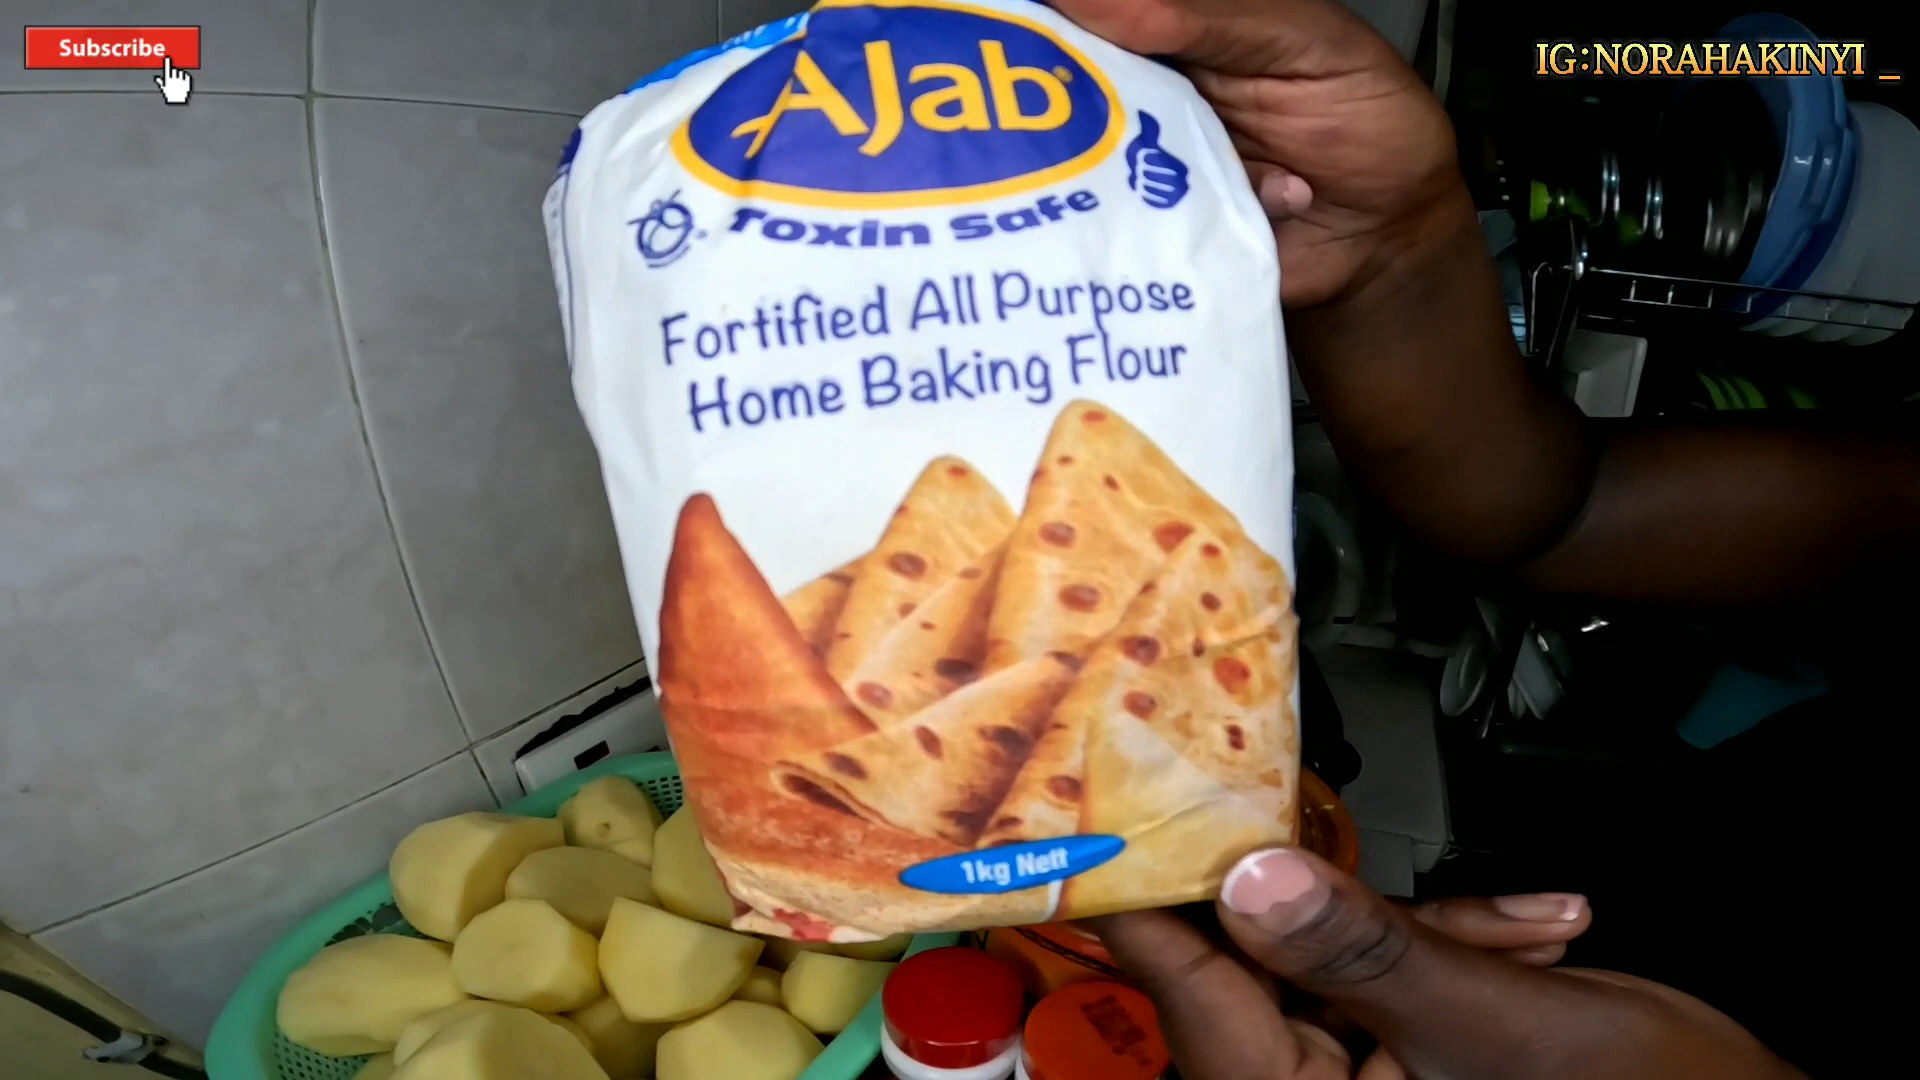 Subscribe
IG:NORAHAKINYI _
AJab®
Toxin Safe
Fortified All Purpose
Home Baking Flour
1kg Nett